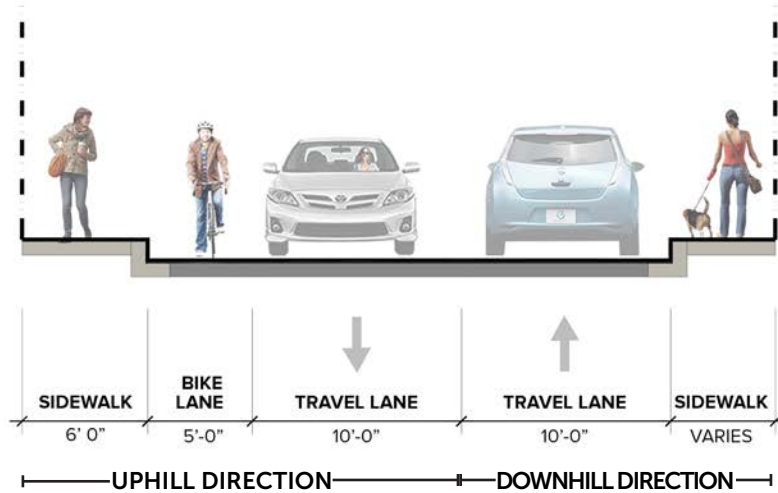 SIDEWALK
BIKE
LANE
TRAVEL LANE
TRAVEL LANE
SIDEWALK
6' 0"
5'-0"
10'-0"
10'-0"
VARIES
UPHILL DIRECTION
DOWNHILL DIRECTION